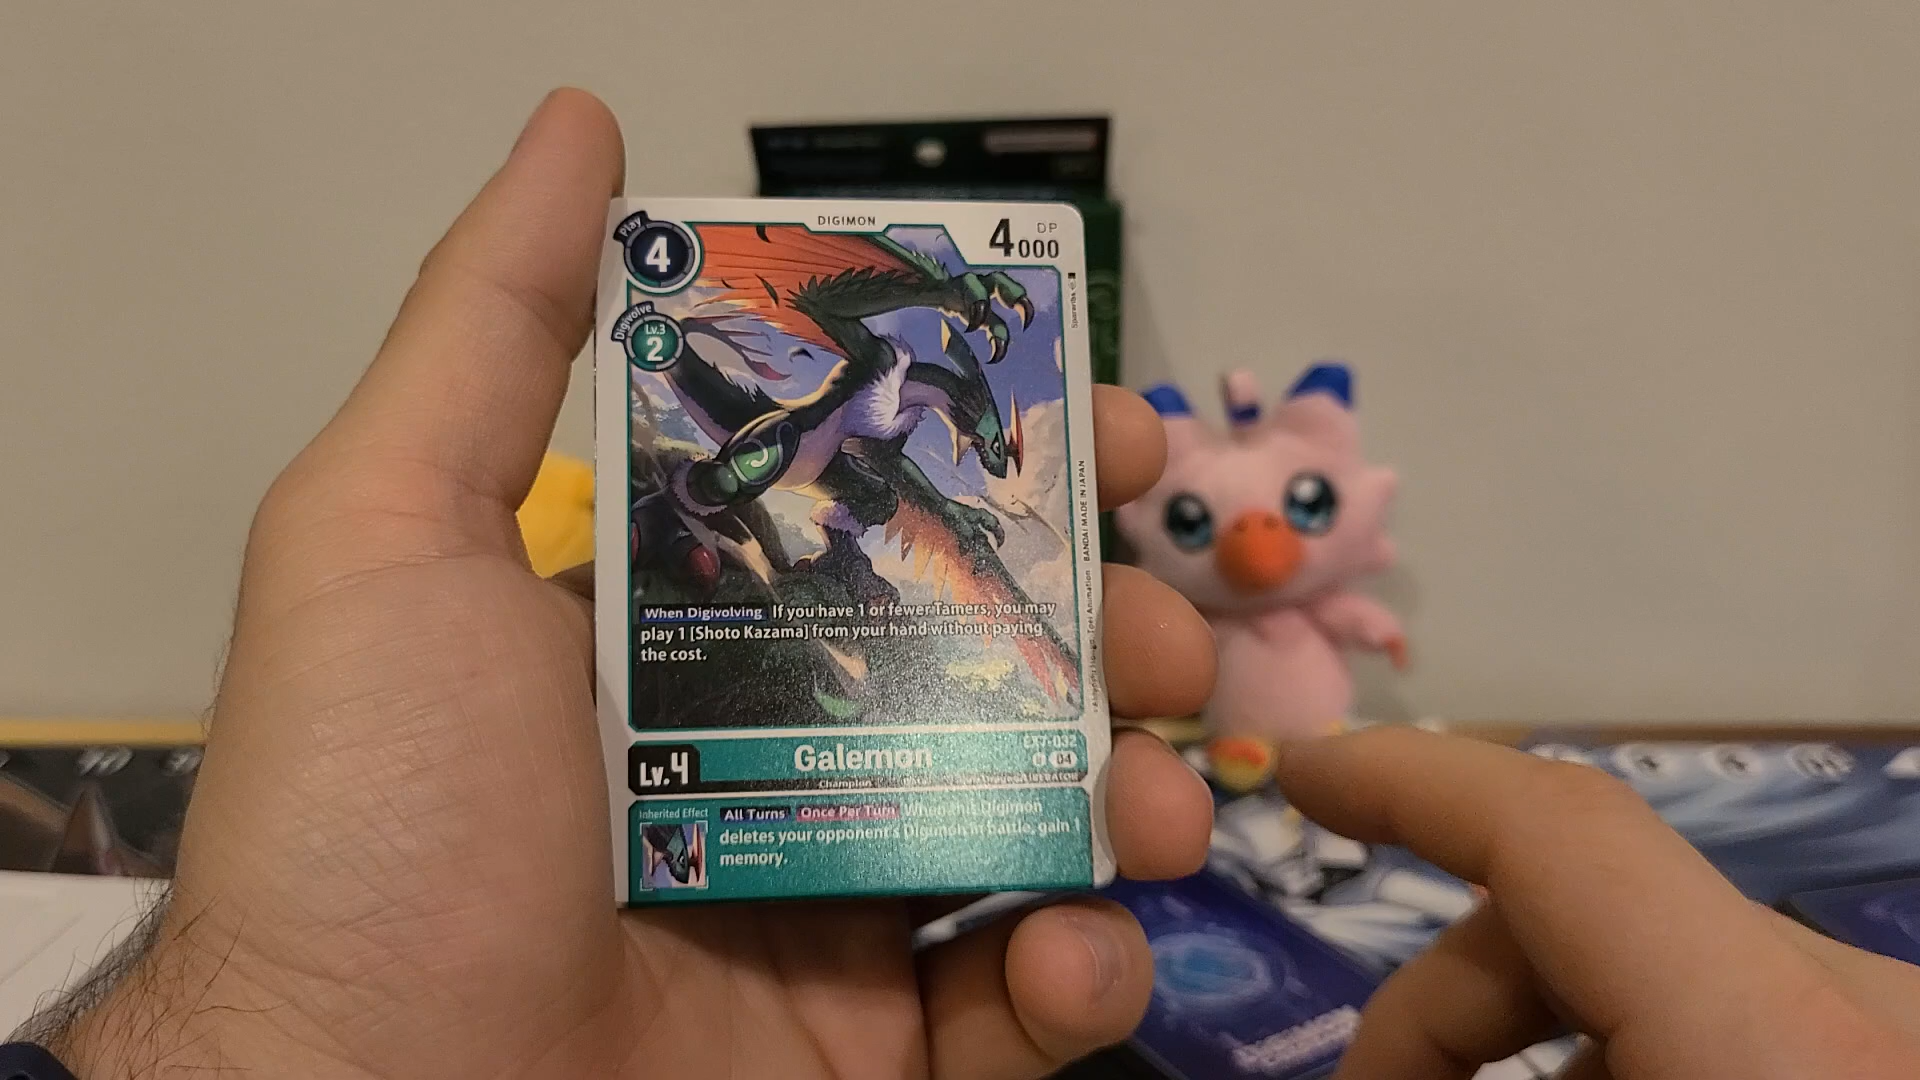 DIGIMON
Play
4
DP
4000
Digivolve
Lv.3
2
BANDAI MADE IN JAPAN
When Digivolving If you have 1 or fewer Tamers, you may
play 1 [Shoto Kazama] from your hand without paying
the cost.
Lv.4
Galemon
EX7-032
U 04
Champion
LIBERATOR
Inherited Effect
All Turns Once Per Turn When this Digimon
deletes your opponent's Digimon in battle, gain 1
memory.